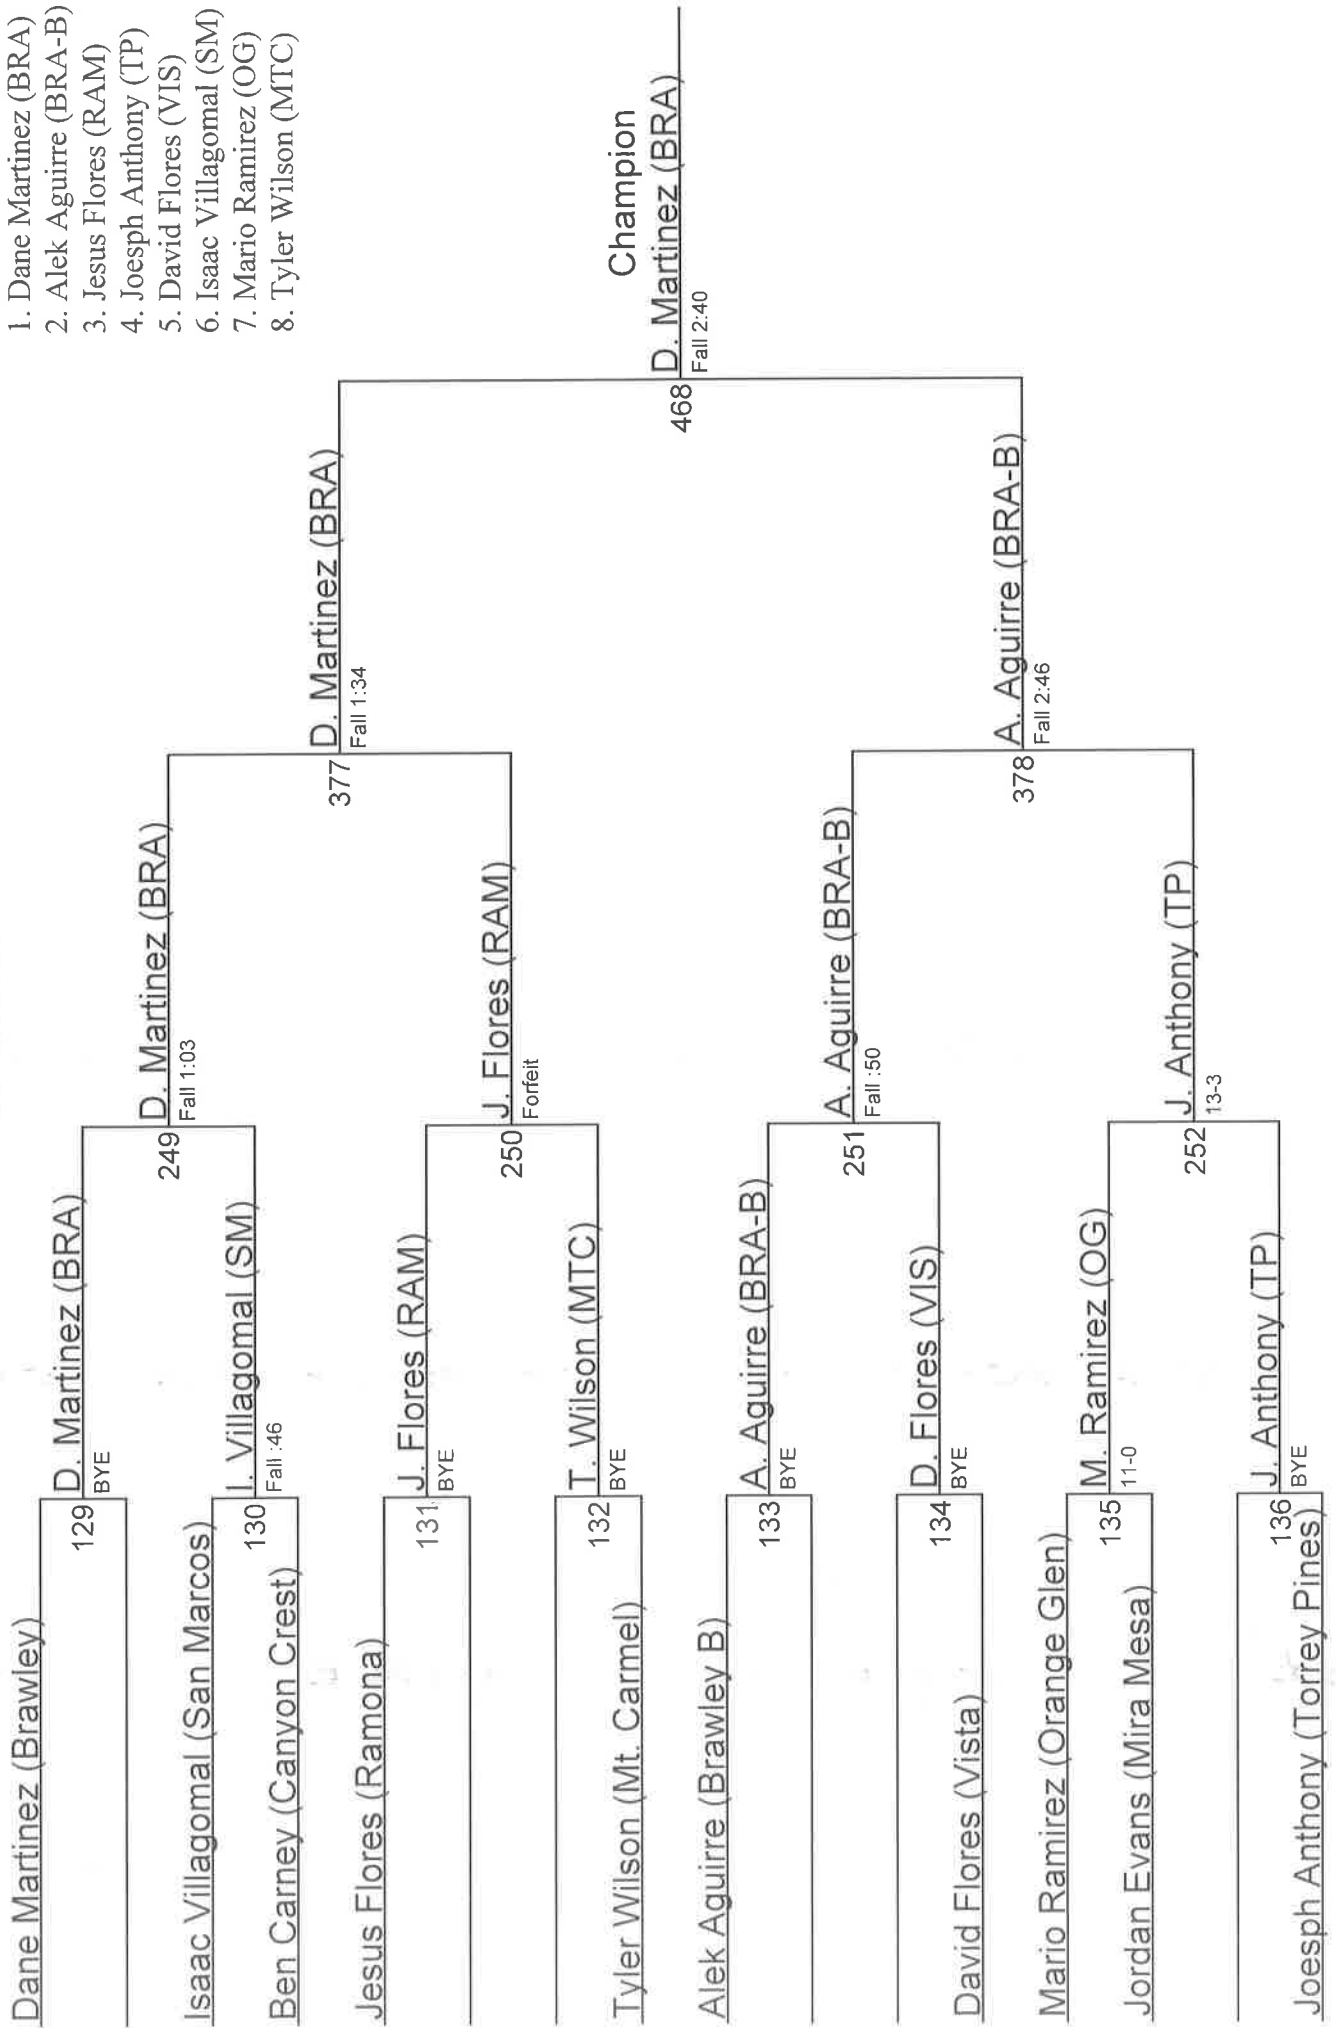 1. Dane Martinez (BRA)
2. Alek Aguirre (BRA-B)
3. Jesus Flores (RAM)
4. Joesph Anthony (TP)
5. David Flores (VIS)
6. Isaac Villagomal (SM)
7. Mario Ramirez (OG)
8. Tyler Wilson (MTC)
Dane Martinez (Brawley)
129
D. Martinez (BRA)
BYE
Isaac Villagomal (San Marcos)
130
Ben Carney (Canyon Crest)
I. Villagomal (SM)
Fall :46
Jesus Flores (Ramona)
131
J. Flores (RAM)
BYE
132
Tyler Wilson (Mt. Carmel)
T. Wilson (MTC)
BYE
Alek Aguirre (Brawley B)
133
A. Aguirre (BRA-B)
BYE
134
David Flores (Vista)
D. Flores (VIS)
BYE
Mario Ramirez (Orange Glen)
135
Jordan Evans (Mira Mesa)
M. Ramirez (OG)
11-0
136
Joesph Anthony (Torrey Pines)
J. Anthony (TP)
BYE
249
D. Martinez (BRA)
Fall 1:03
250
J. Flores (RAM)
Forfeit
251
A. Aguirre (BRA-B)
Fall :50
252
J. Anthony (TP)
13-3
377
D. Martinez (BRA)
Fall 1:34
378
A. Aguirre (BRA-B)
Fall 2:46
468
Champion
D. Martinez (BRA)
Fall 2:40